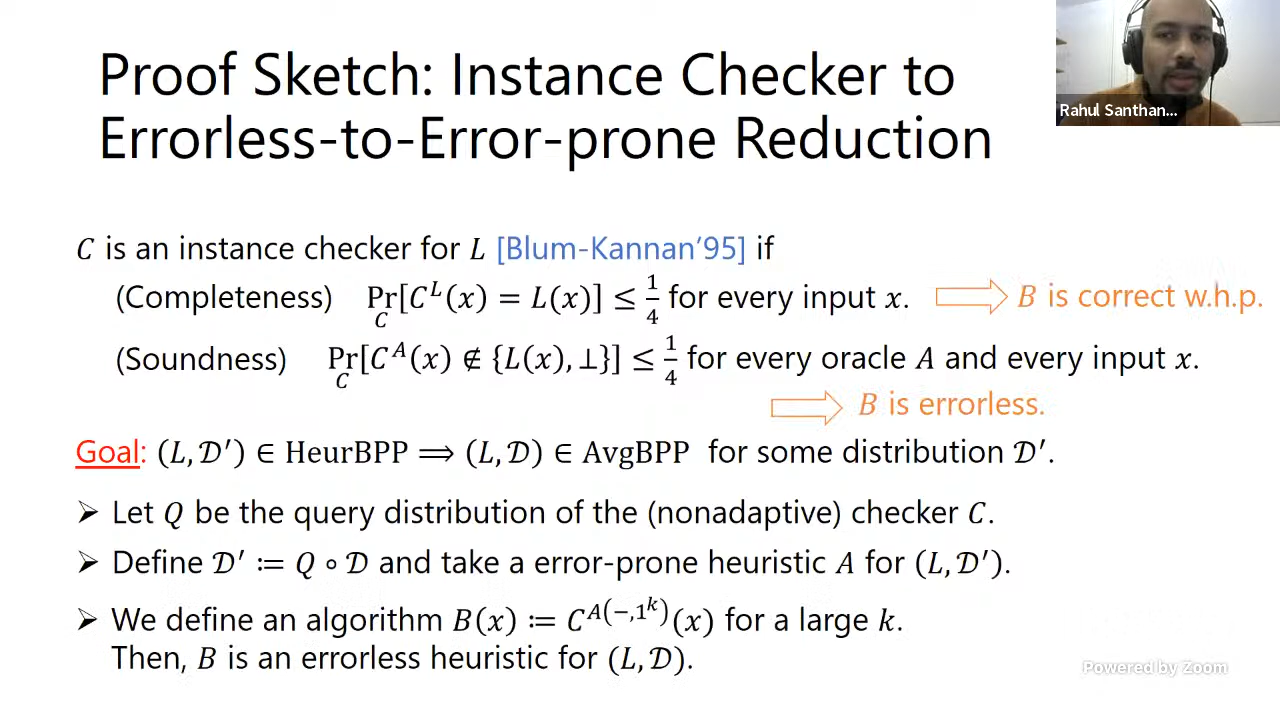 Proof Sketch: Instance Checker to
Errorless-to-Error-prone Reduction
Rahul Santhan...
C is an instance checker for L [Blum-Kannan'95] if
(Completeness) Pr_C[C^L(x) = L(x)] ≤ 1/4 for every input x. ⇒ B is correct w.h.p.
(Soundness) Pr_C[C^A(x) ∉ {L(x), ⊥}] ≤ 1/4 for every oracle A and every input x.
⇒ B is errorless.
Goal: (L, 𝒟′) ∈ HeurBPP ⟹ (L, 𝒟) ∈ AvgBPP for some distribution 𝒟′.
➢ Let Q be the query distribution of the (nonadaptive) checker C.
➢ Define 𝒟′ ≔ Q ∘ 𝒟 and take a error-prone heuristic A for (L, 𝒟′).
➢ We define an algorithm B(x) ≔ C^{A(−,1^k)}(x) for a large k.
Then, B is an errorless heuristic for (L, 𝒟).
Powered by Zoom